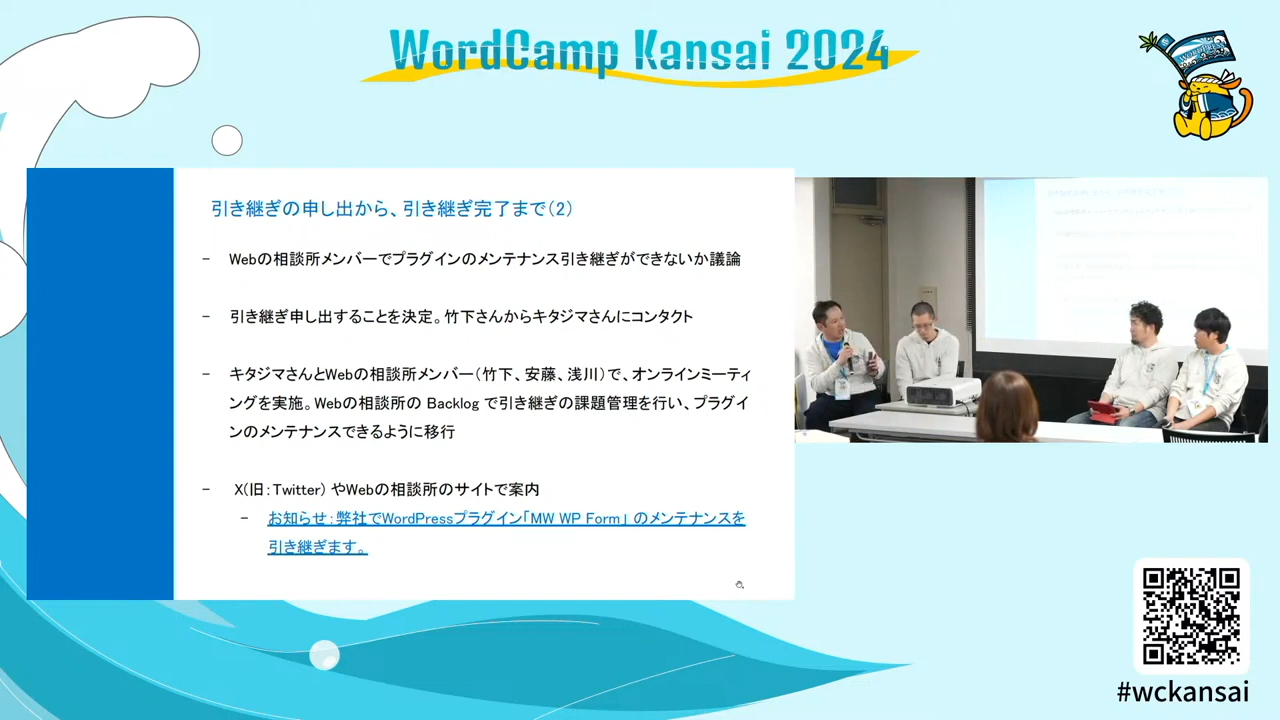 WordCamp Kansai 2024
WORDPRESS
引き継ぎの申し出から、引き継ぎ完了まで（2）
- Webの相談所メンバーでプラグインのメンテナンス引き継ぎができないか議論
- 引き継ぎ申し出することを決定。竹下さんからキタジマさんにコンタクト
- キタジマさんとWebの相談所メンバー（竹下、安藤、浅川）で、オンラインミーティ
ングを実施。Webの相談所の Backlog で引き継ぎの課題管理を行い、プラグイ
ンのメンテナンスできるように移行
- X（旧：Twitter） やWebの相談所のサイトで案内
- お知らせ：弊社でWordPressプラグイン「MW WP Form」 のメンテナンスを
引き継ぎます。
#wckansai